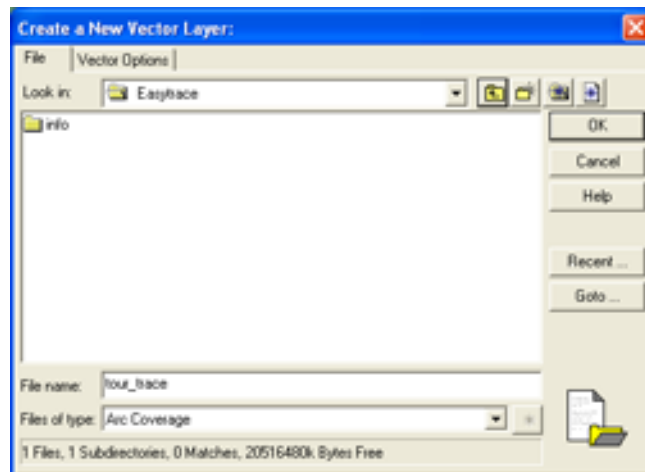 Create a New Vector Layer:
File
Vector Options
Look in:
Easytrace
info
OK
Cancel
Help
Recent ...
Goto ...
File name:
tour_trace
Files of type:
Arc Coverage
1 Files, 1 Subdirectories, 0 Matches, 20516480k Bytes Free